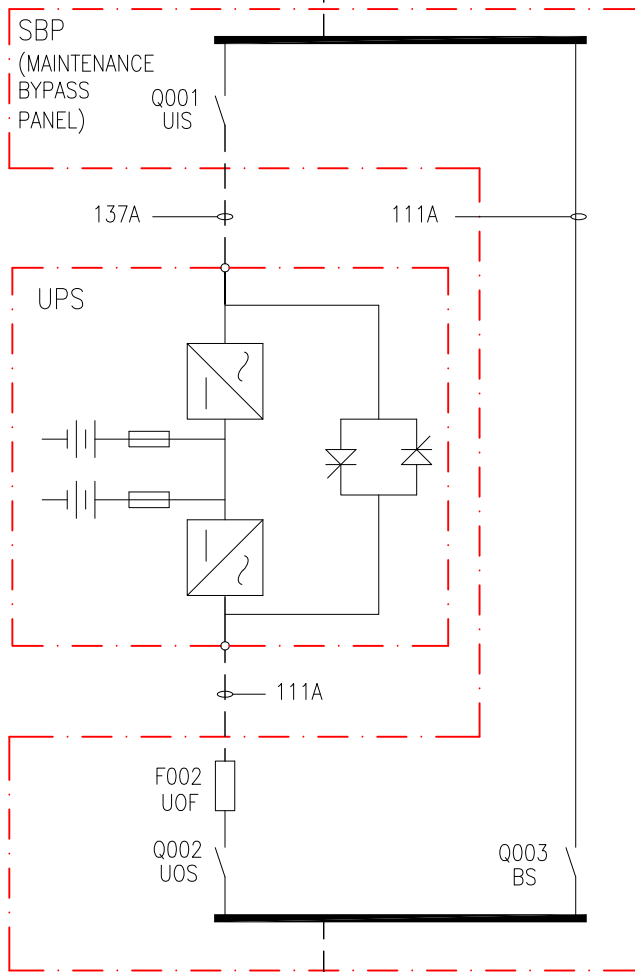 SBP
(MAINTENANCE
BYPASS
PANEL)
Q001
UIS
137A
111A
UPS
111A
F002
UOF
Q002
UOS
Q003
BS